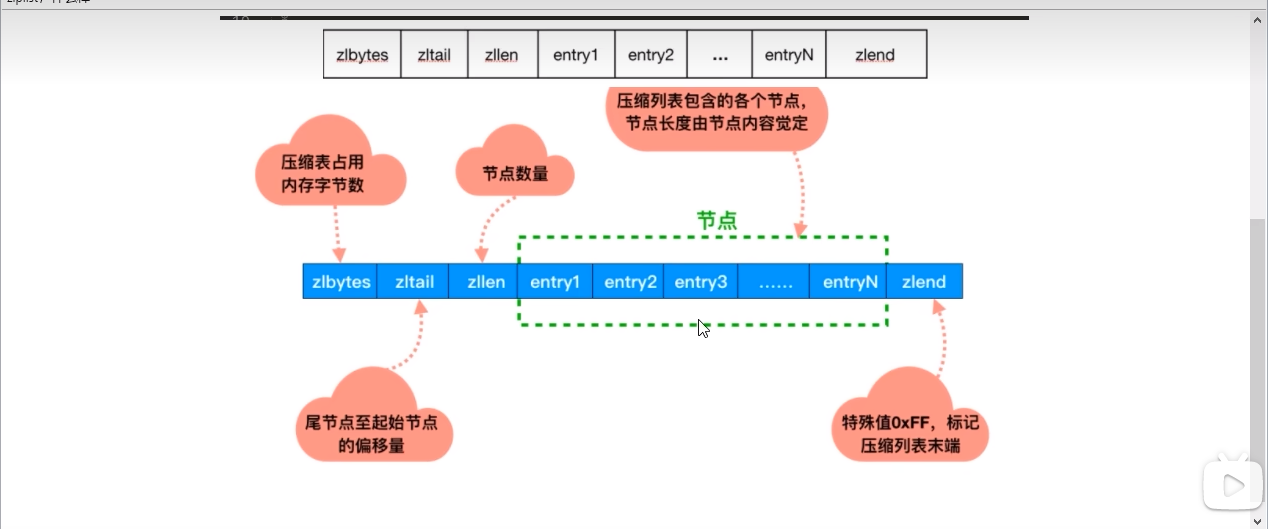 zlbytes zltail zllen entry1 entry2 ... entryN zlend
压缩列表包含的各个节点，
节点长度由节点内容觉定
压缩表占用
内存字节数
节点数量
节点
zlbytes zltail zllen entry1 entry2 entry3 ...... entryN zlend
尾节点至起始节点
的偏移量
特殊值0xFF，标记
压缩列表末端